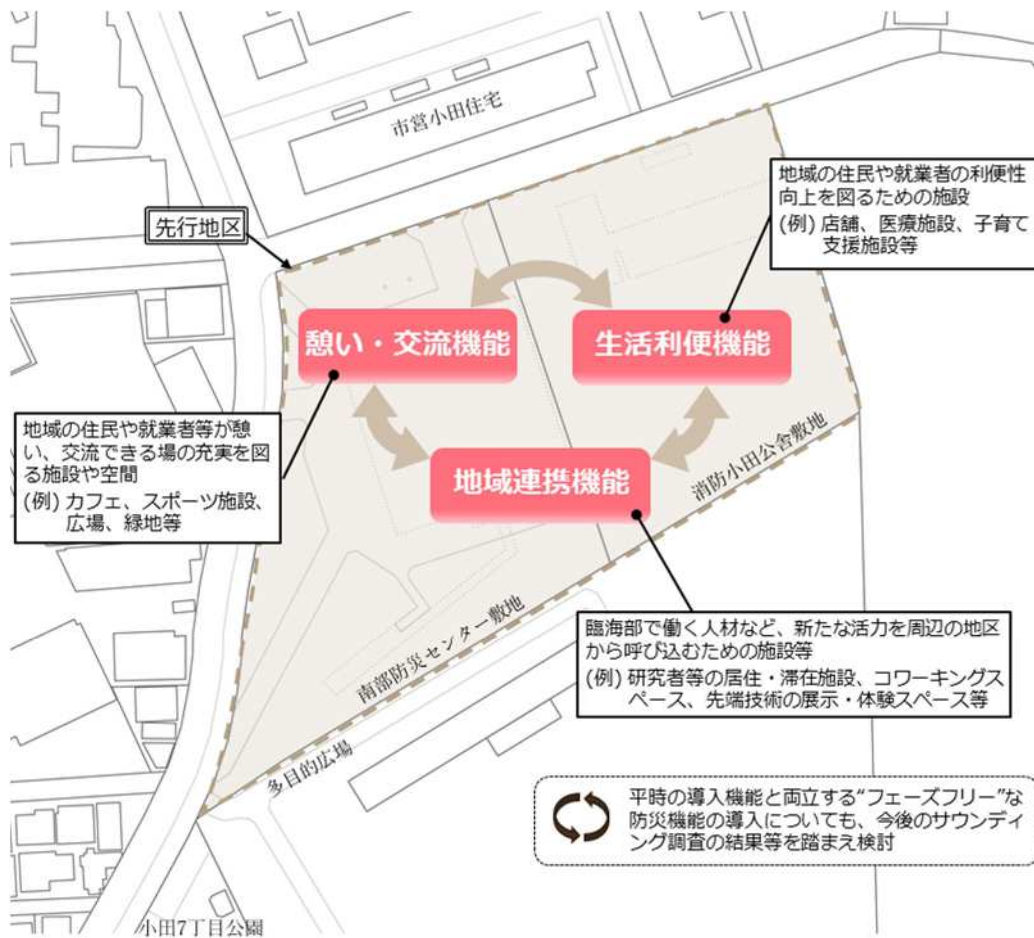 市営小田住宅
地域の住民や就業者の利便性
向上を図るための施設
(例) 店舗、医療施設、子育て
支援施設等
先行地区
憩い・交流機能
生活利便機能
地域の住民や就業者等が憩
い、交流できる場の充実を図
る施設や空間
(例) カフェ、スポーツ施設、
広場、緑地等
地域連携機能
消防小田公舎敷地
南部防災センター敷地
臨海部で働く人材など、新たな活力を周辺の地区
から呼び込むための施設等
(例) 研究者等の居住・滞在施設、コワーキングス
ペース、先端技術の展示・体験スペース等
多目的広場
平時の導入機能と両立する“フェーズフリー”な
防災機能の導入についても、今後のサウンディ
ング調査の結果等を踏まえ検討
小田7丁目公園